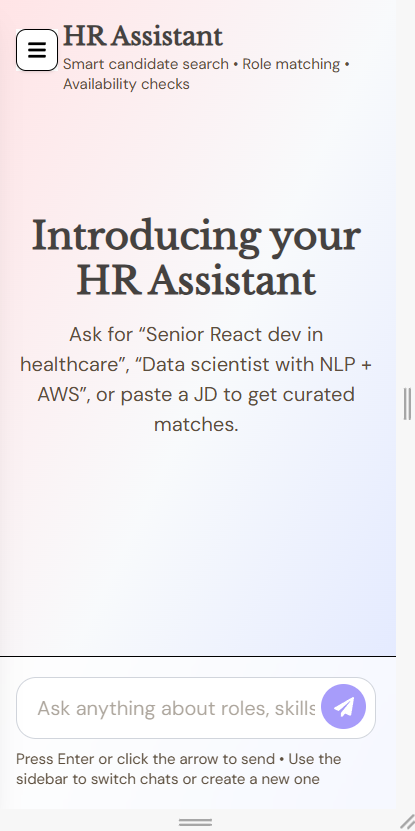 HR Assistant
Smart candidate search • Role matching •
Availability checks
Introducing your
HR Assistant
Ask for “Senior React dev in
healthcare”, “Data scientist with NLP +
AWS”, or paste a JD to get curated
matches.
Ask anything about roles, skills
Press Enter or click the arrow to send • Use the
sidebar to switch chats or create a new one